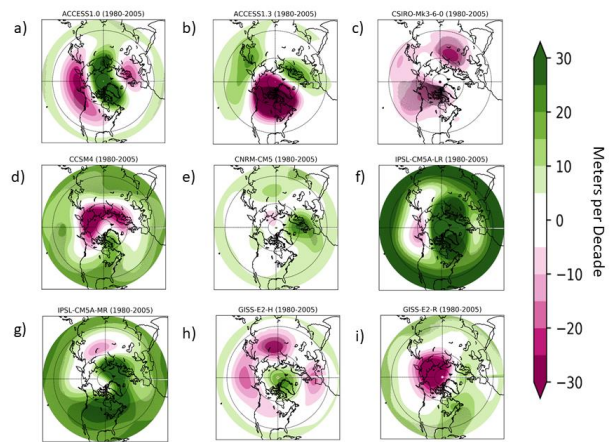 a) ACCESS1.0 (1980-2005)
b) ACCESS1.3 (1980-2005)
c) CSIRO-Mk3-6-0 (1980-2005)
d) CCSM4 (1980-2005)
e) CNRM-CM5 (1980-2005)
f) IPSL-CM5A-LR (1980-2005)
g) IPSL-CM5A-MR (1980-2005)
h) GISS-E2-H (1980-2005)
i) GISS-E2-R (1980-2005)
30
20
10
0
−10
−20
−30
Meters per Decade